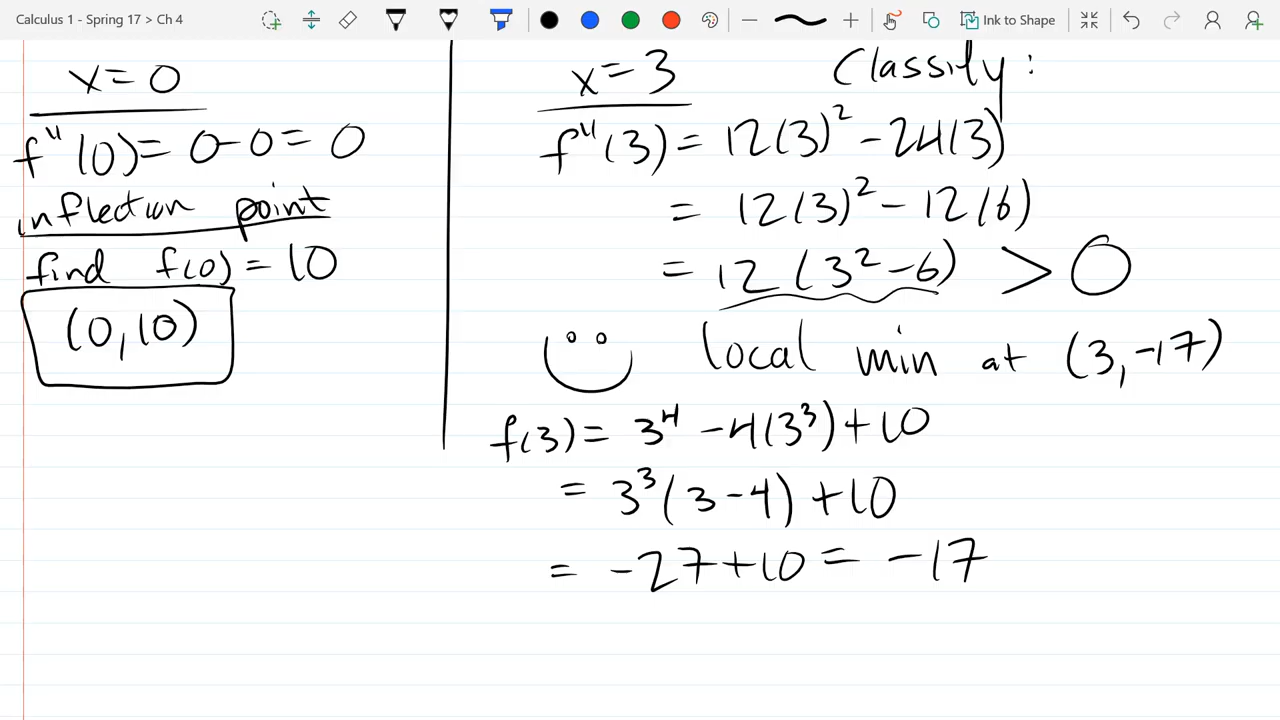 Calculus 1 - Spring 17 > Ch 4
Ink to Shape
x = 0
f"(0) = 0-0 = 0
inflection point
find f(0) = 10
(0, 10)
x = 3 Classify:
f"(3) = 12(3)² - 24(3)
= 12(3)² - 12(6)
= 12(3² - 6) > 0
local min at (3, -17)
f(3) = 3⁴ - 4(3³) + 10
= 3³(3-4) + 10
= -27 + 10 = -17